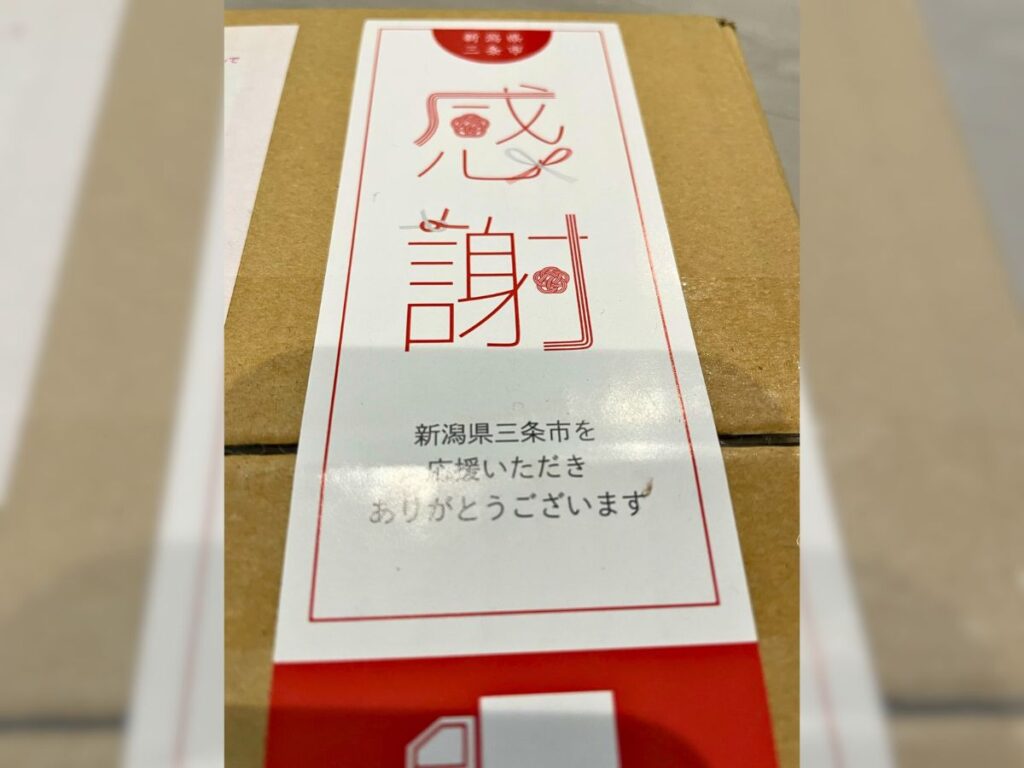 新潟県
三条市
感
謝
新潟県三条市を
応援いただき
ありがとうございます